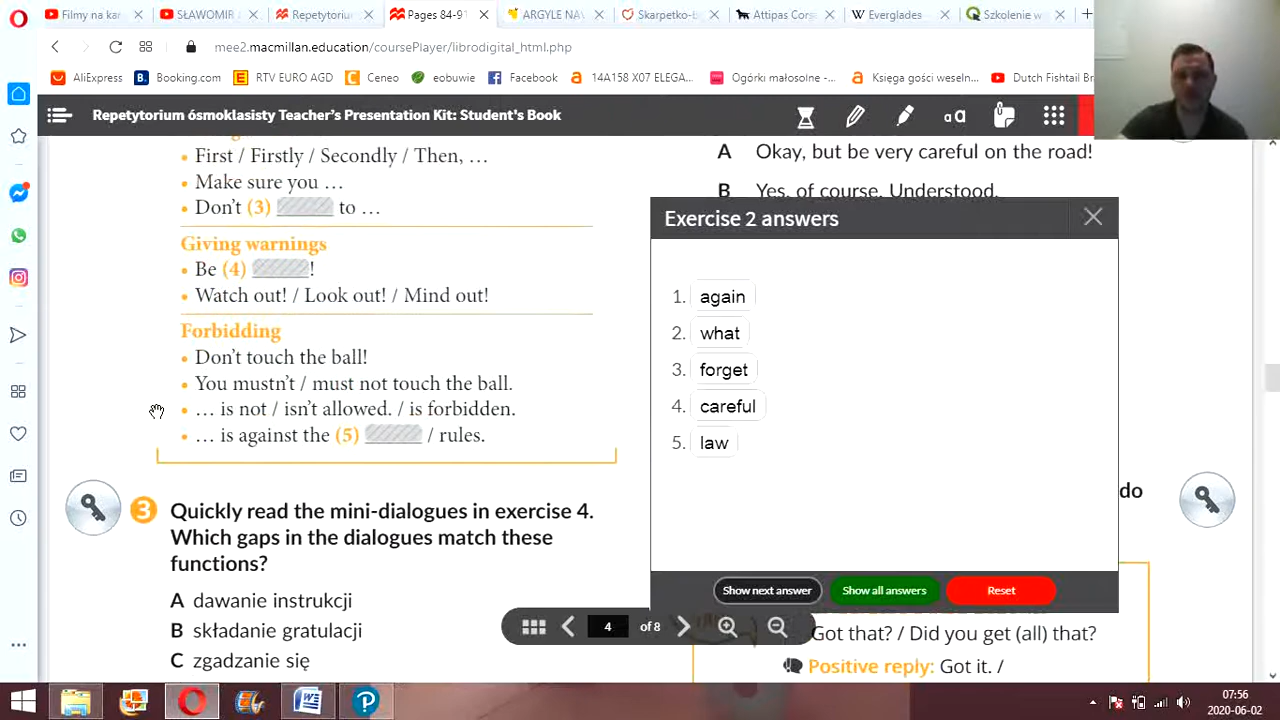 Filmy na ka
SŁAWOMIR
Repetytoriu
Pages 84-91
ARGYLE NA
Skarpetko-
Attipas Cors
Everglades
Szkolenie w
mee2.macmillan.education/coursePlayer/librodigital_html.php
AliExpress
Booking.com
RTV EURO AGD
Ceneo
eobuwie
Facebook
14A158 X07 ELEGA...
Ogórki małosolne -...
Księga gości weseln...
Dutch Fishtail Br
Repetytorium ósmoklasisty Teacher's Presentation Kit: Student's Book
• First / Firstly / Secondly / Then, …
• Make sure you …
• Don't (3) to …
Giving warnings
• Be (4) !
• Watch out! / Look out! / Mind out!
Forbidding
• Don't touch the ball!
• You mustn't / must not touch the ball.
• … is not / isn't allowed. / is forbidden.
• … is against the (5) / rules.
3 Quickly read the mini-dialogues in exercise 4.
Which gaps in the dialogues match these
functions?
A dawanie instrukcji
B składanie gratulacji
C zgadzanie się
A Okay, but be very careful on the road!
B Yes, of course. Understood.
Exercise 2 answers
1. again
2. what
3. forget
4. careful
5. law
Show next answer
Show all answers
Reset
do
4 of 8
Got that? / Did you get (all) that?
Positive reply: Got it. /
07:56
2020-06-02